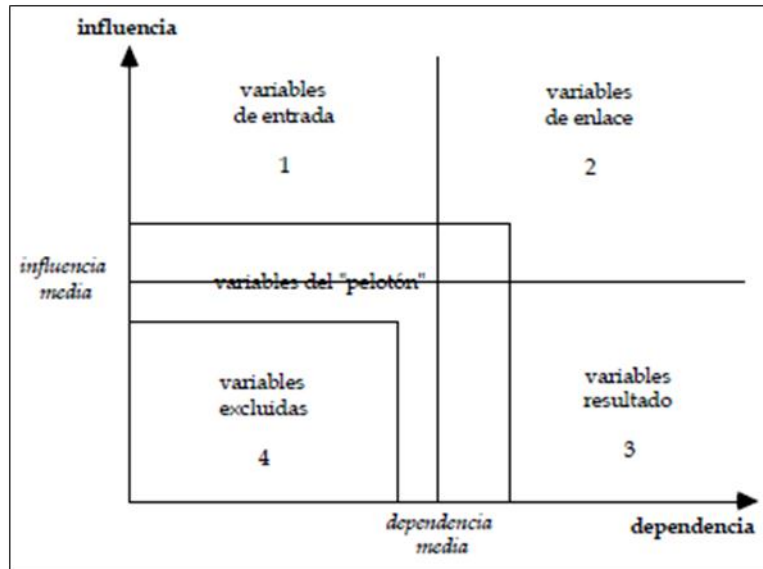 influencia
variables
de entrada
1
variables
de enlace
2
influencia
media
variables del "pelotón"
variables
excluidas
4
variables
resultado
3
dependencia
media
dependencia